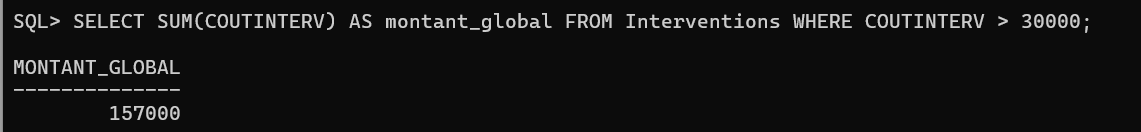 SQL> SELECT SUM(COUTINTERV) AS montant_global FROM Interventions WHERE COUTINTERV > 30000;
MONTANT_GLOBAL
--------------
157000